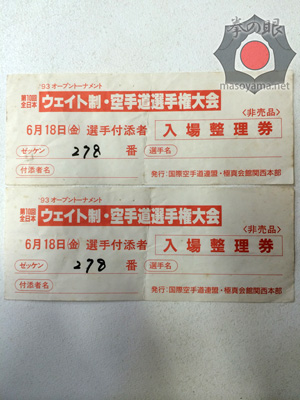 拳の眼
masoyama.net
'93オープントーナメント
第10回
全日本
ウェイト制・空手道選手権大会
〈非売品〉
6月18日㊎ 選手付添者 入場整理券
ゼッケン 278 番 選手名
付添者名 発行:国際空手道連盟・極真会館関西本部
'93オープントーナメント
第10回
全日本
ウェイト制・空手道選手権大会
〈非売品〉
6月18日㊎ 選手付添者 入場整理券
ゼッケン 278 番 選手名
付添者名 発行:国際空手道連盟・極真会館関西本部